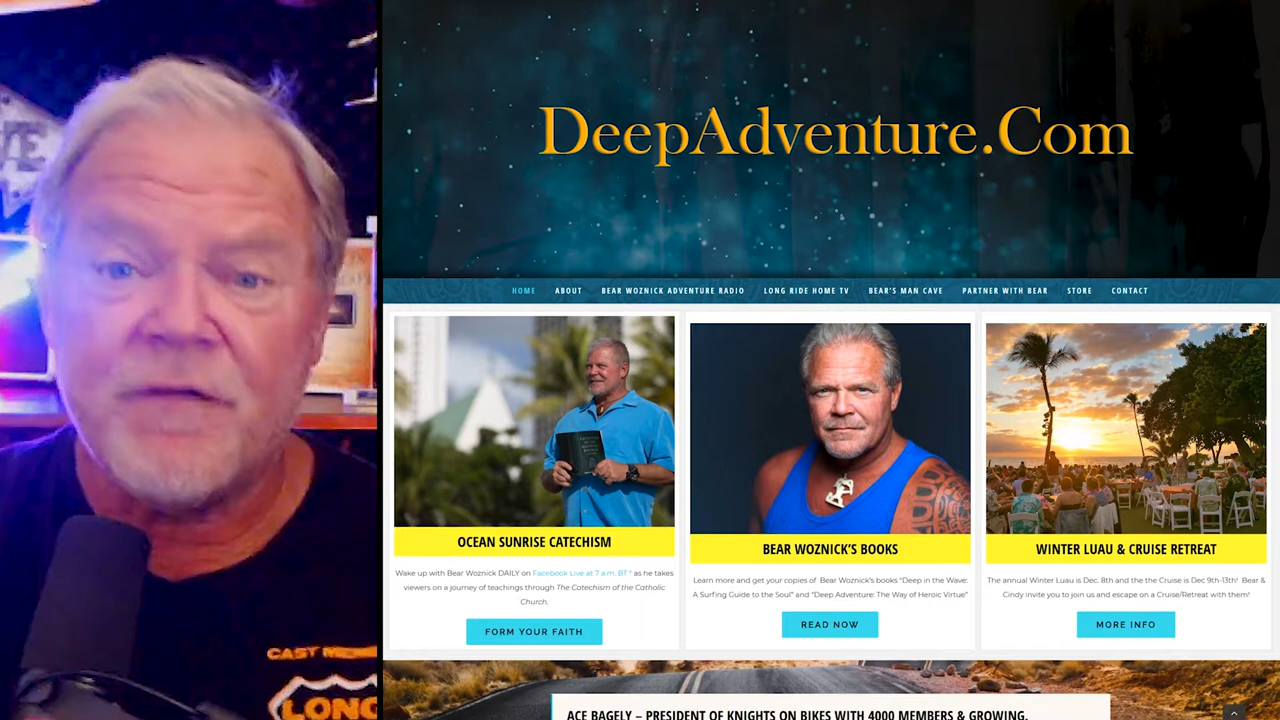 DeepAdventure.Com
HOME ABOUT BEAR WOZNICK ADVENTURE RADIO LONG RIDE HOME TV BEAR'S MAN CAVE PARTNER WITH BEAR STORE CONTACT
OCEAN SUNRISE CATECHISM
Wake up with Bear Woznick DAILY on Facebook Live at 7 a.m. BT * as he takes
viewers on a journey of teachings through The Catechism of the Catholic
Church.
FORM YOUR FAITH
BEAR WOZNICK'S BOOKS
Learn more and get your copies of Bear Woznick's books "Deep in the Wave:
A Surfing Guide to the Soul" and "Deep Adventure: The Way of Heroic Virtue"
READ NOW
WINTER LUAU & CRUISE RETREAT
The annual Winter Luau is Dec. 8th and the the Cruise is Dec 9th-13th! Bear &
Cindy invite you to join us and escape on a Cruise/Retreat with them!
MORE INFO
ACE BAGELY – PRESIDENT OF KNIGHTS ON BIKES WITH 4000 MEMBERS & GROWING.
CAST MEM
LONG